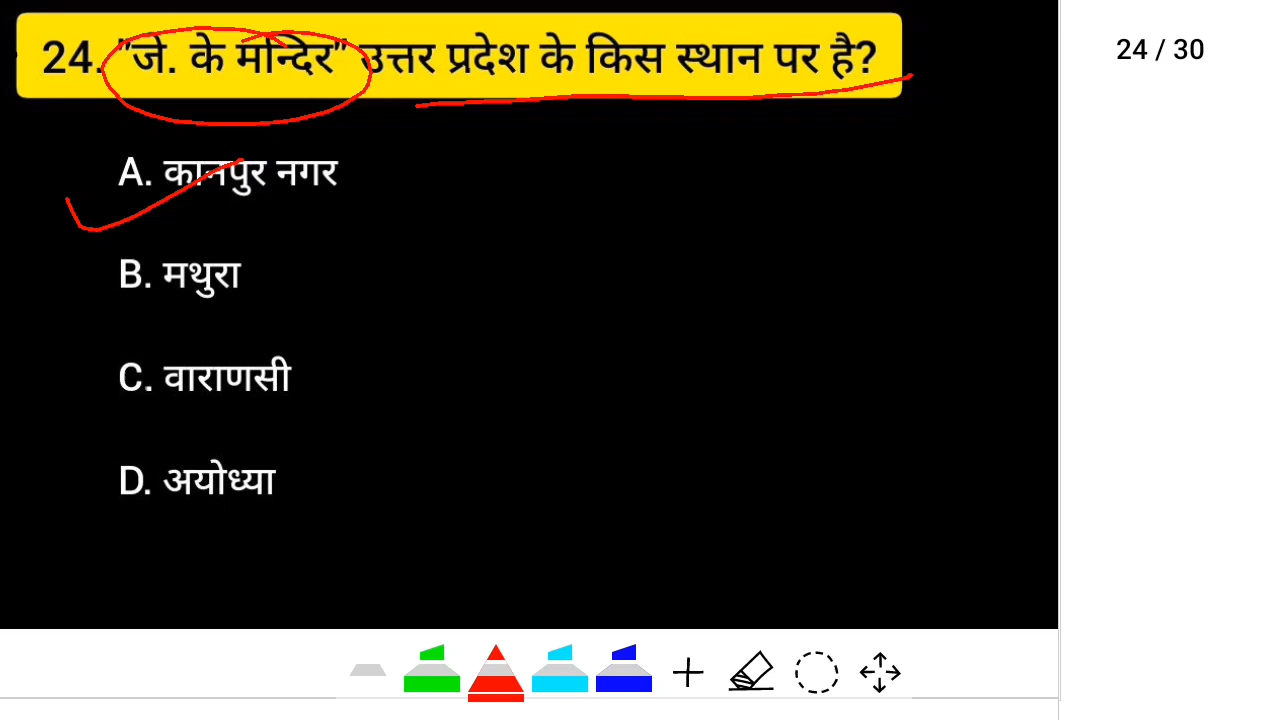 24. "जे. के मन्दिर" उत्तर प्रदेश के किस स्थान पर है?
24 / 30
A. कानपुर नगर
B. मथुरा
C. वाराणसी
D. अयोध्या